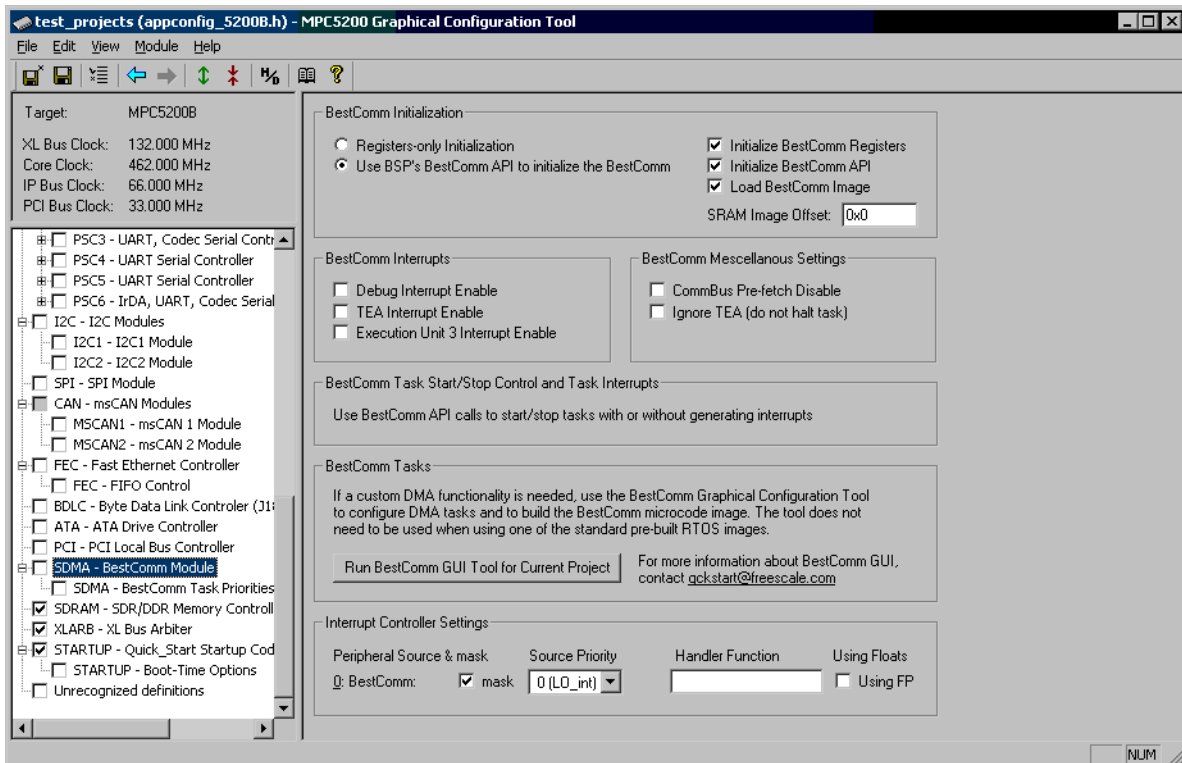 test_projects (appconfig_5200B.h) - MPC5200 Graphical Configuration Tool
File Edit View Module Help
H/D
Target: MPC5200B
XL Bus Clock: 132.000 MHz
Core Clock: 462.000 MHz
IP Bus Clock: 66.000 MHz
PCI Bus Clock: 33.000 MHz
PSC3 - UART, Codec Serial Contr
PSC4 - UART Serial Controller
PSC5 - UART Serial Controller
PSC6 - IrDA, UART, Codec Serial
I2C - I2C Modules
I2C1 - I2C1 Module
I2C2 - I2C2 Module
SPI - SPI Module
CAN - msCAN Modules
MSCAN1 - msCAN 1 Module
MSCAN2 - msCAN 2 Module
FEC - Fast Ethernet Controller
FEC - FIFO Control
BDLC - Byte Data Link Controler (J18
ATA - ATA Drive Controller
PCI - PCI Local Bus Controller
SDMA - BestComm Module
SDMA - BestComm Task Priorities
SDRAM - SDR/DDR Memory Controll
XLARB - XL Bus Arbiter
STARTUP - Quick_Start Startup Cod
STARTUP - Boot-Time Options
Unrecognized definitions
BestComm Initialization
Registers-only Initialization
Use BSP's BestComm API to initialize the BestComm
Initialize BestComm Registers
Initialize BestComm API
Load BestComm Image
SRAM Image Offset: 0x0
BestComm Interrupts
Debug Interrupt Enable
TEA Interrupt Enable
Execution Unit 3 Interrupt Enable
BestComm Mescellanous Settings
CommBus Pre-fetch Disable
Ignore TEA (do not halt task)
BestComm Task Start/Stop Control and Task Interrupts
Use BestComm API calls to start/stop tasks with or without generating interrupts
BestComm Tasks
If a custom DMA functionality is needed, use the BestComm Graphical Configuration Tool
to configure DMA tasks and to build the BestComm microcode image. The tool does not
need to be used when using one of the standard pre-built RTOS images.
Run BestComm GUI Tool for Current Project
For more information about BestComm GUI,
contact qckstart@freescale.com
Interrupt Controller Settings
Peripheral Source & mask Source Priority Handler Function Using Floats
0: BestComm: mask 0 (LO_int) Using FP
NUM